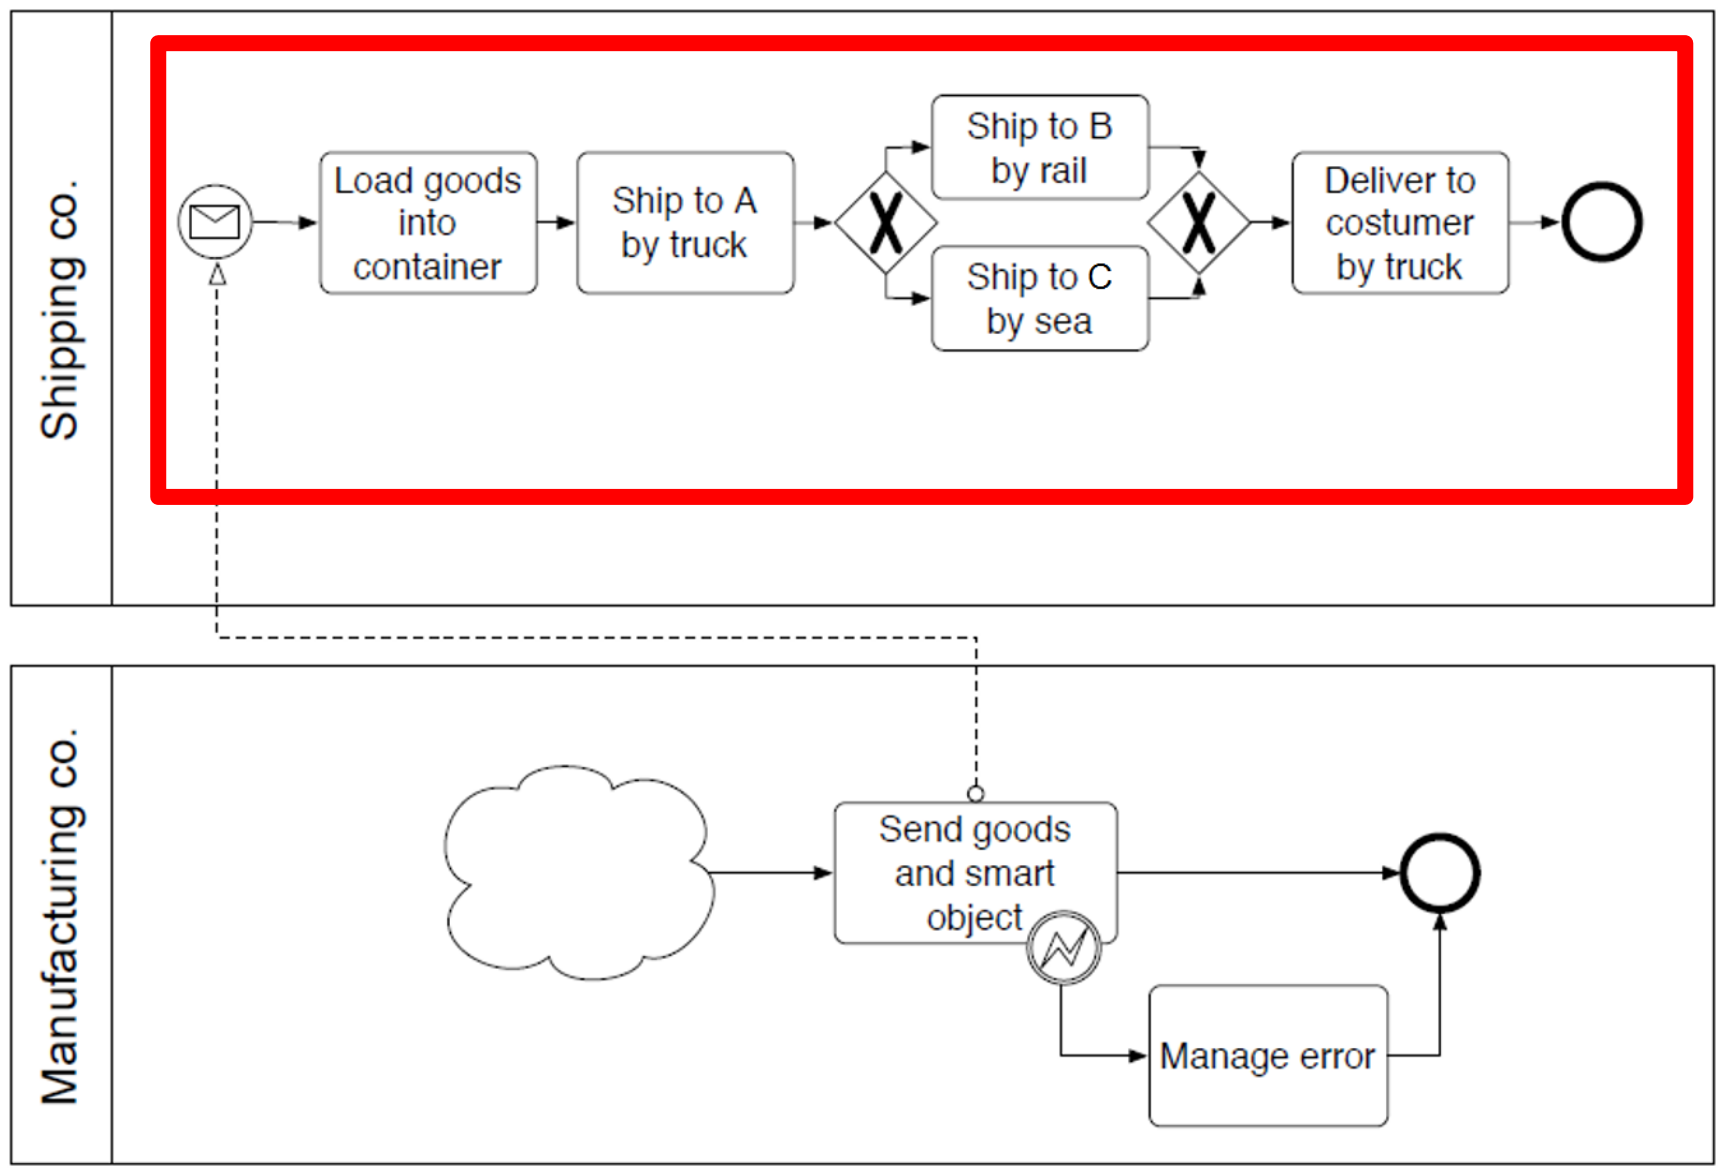 Shipping co.
Load goods
into
container
Ship to A
by truck
Ship to B
by rail
Ship to C
by sea
Deliver to
costumer
by truck
Manufacturing co.
Send goods
and smart
object
Manage error